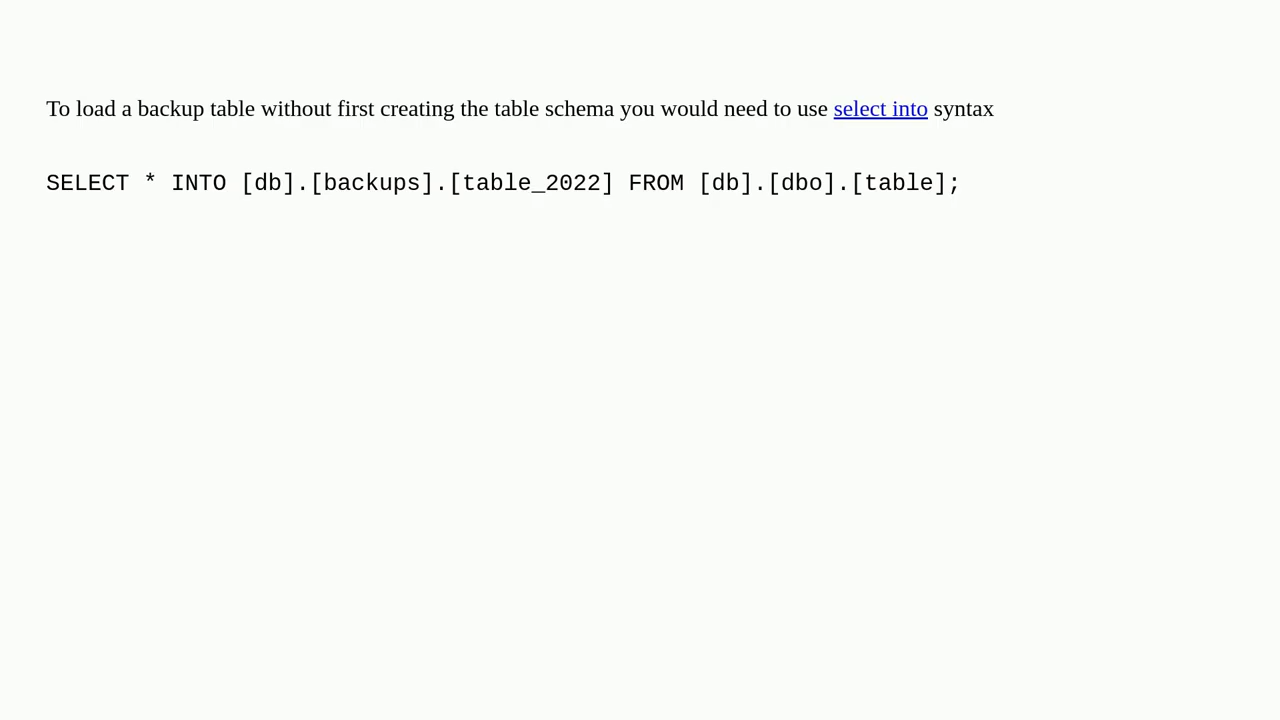 To load a backup table without first creating the table schema you would need to use select into syntax
SELECT * INTO [db].[backups].[table_2022] FROM [db].[dbo].[table];